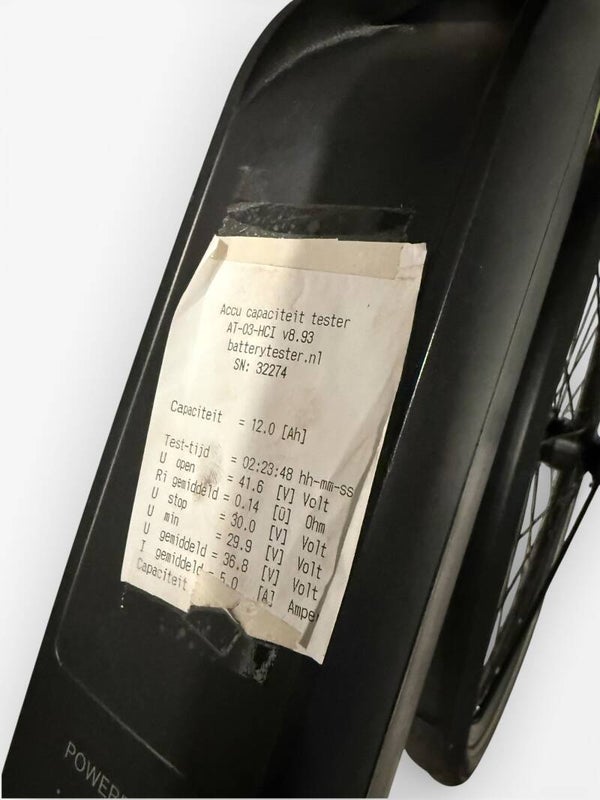 Accu capaciteit tester
AT-03-HCI v8.93
batterytester.nl
SN: 32274
Capaciteit = 12.0 [Ah]
Test-tijd = 02:23:48 hh-mm-ss
U open = 41.6 [V] Volt
Ri gemiddeld = 0.14 [Ü] Ohm
U stop = 30.0 [V] Volt
U min = 29.9 [V] Volt
U gemiddeld = 36.8 [V] Volt
I gemiddeld = 5.0 [A] Ampe
Capaciteit